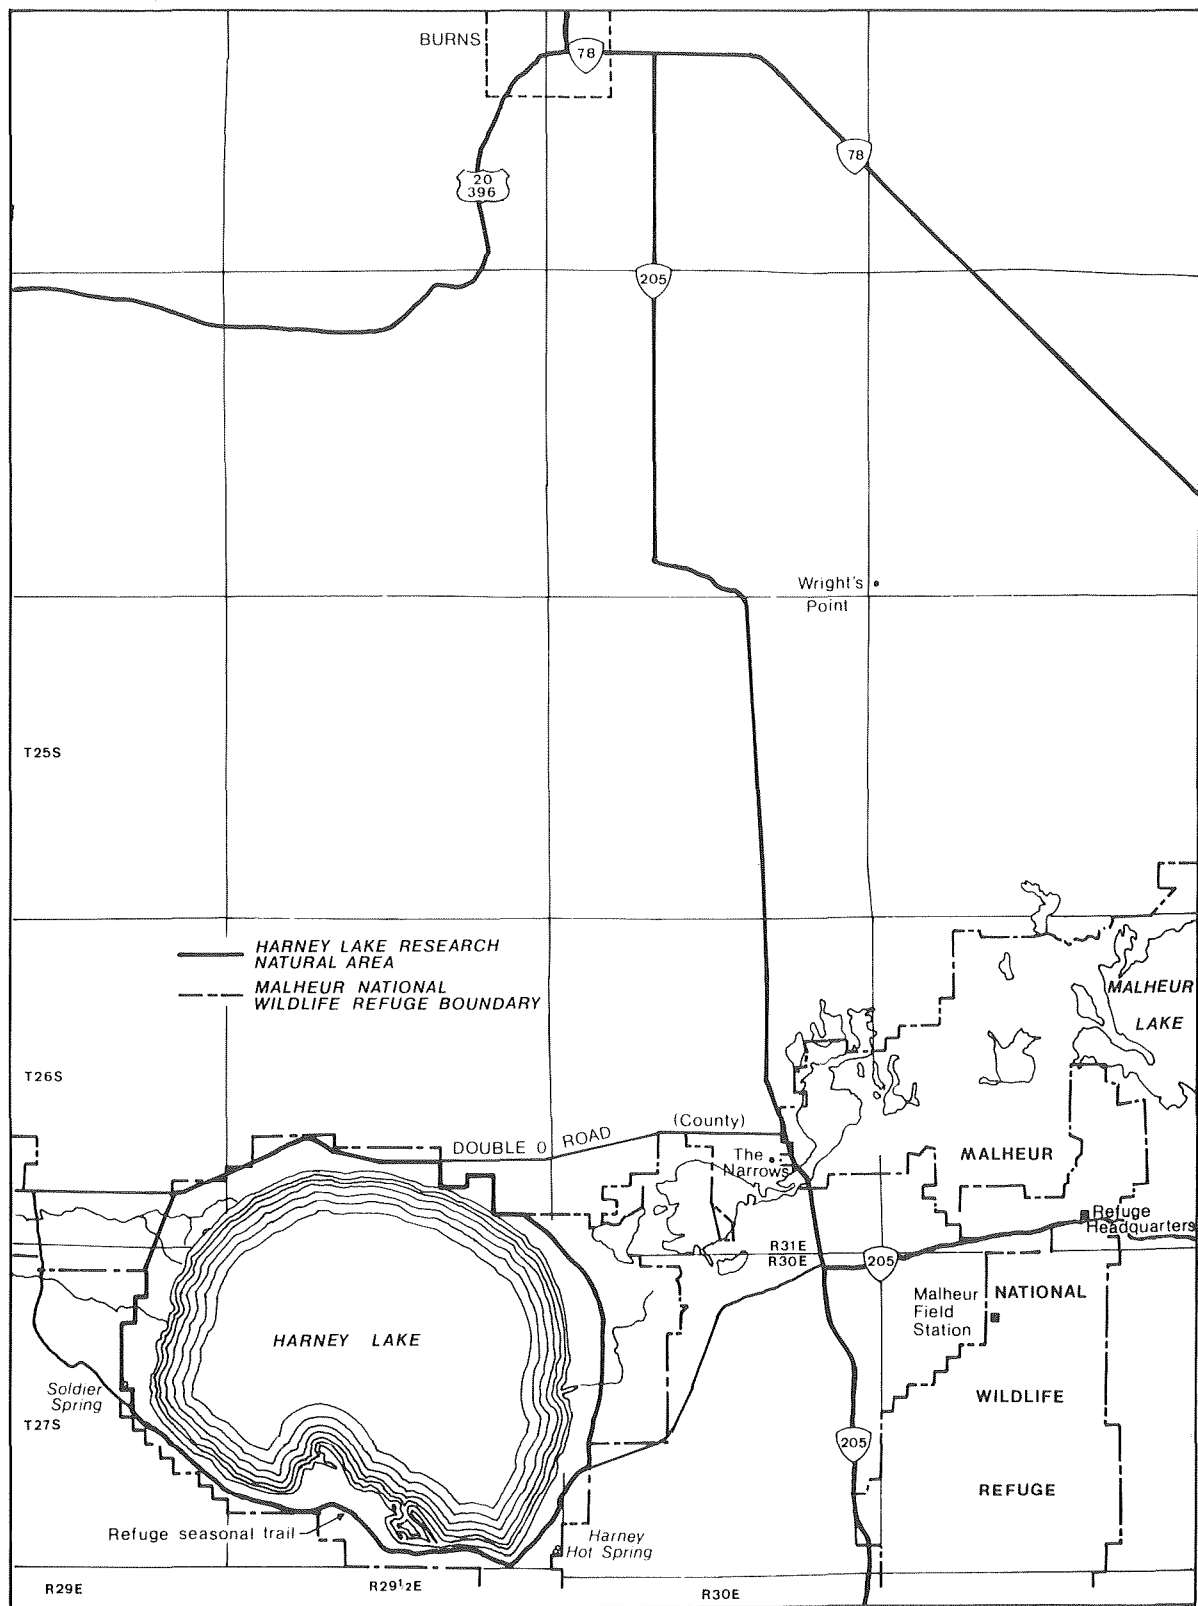 BURNS
78
20
396
78
205
Wright's
Point
T25S
HARNEY LAKE RESEARCH
NATURAL AREA
MALHEUR NATIONAL
WILDLIFE REFUGE BOUNDARY
MALHEUR
LAKE
T26S
(County)
DOUBLE O ROAD
The
Narrows
MALHEUR
Refuge
Headquarters
R31E
R30E
205
Malheur
Field
Station
NATIONAL
HARNEY LAKE
Soldier
Spring
WILDLIFE
T27S
205
REFUGE
Refuge seasonal trail
Harney
Hot Spring
R29E
R29½E
R30E